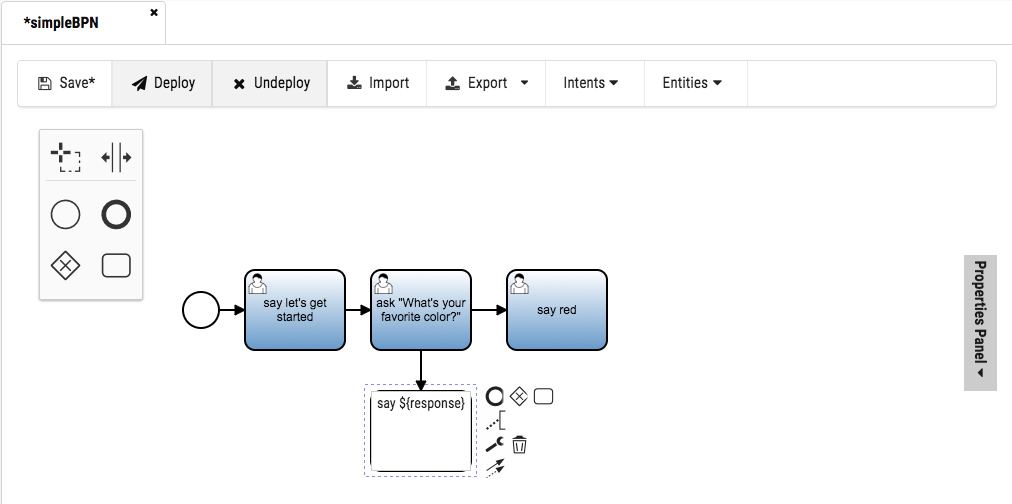 *simpleBPN
Save* Deploy Undeploy Import Export Intents Entities
say let's get
started
ask "What's your
favorite color?"
say red
say ${response}
Properties Panel